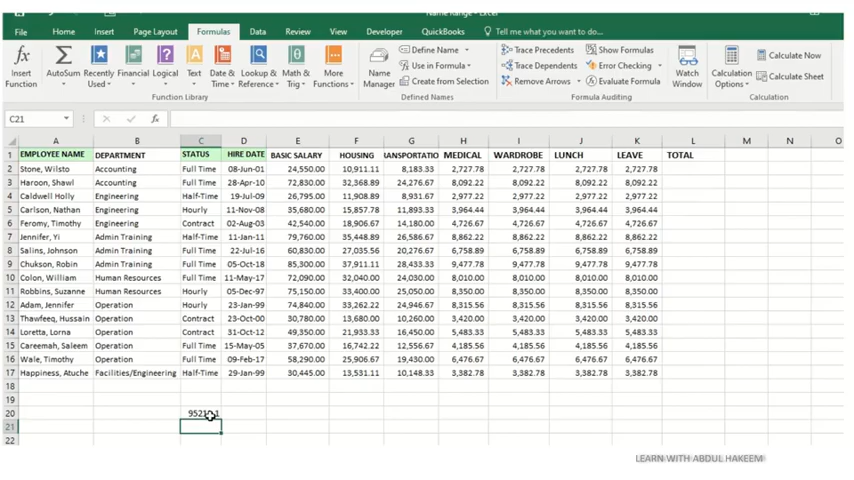 Name Range - Excel
File Home Insert Page Layout Formulas Data Review View Developer QuickBooks Tell me what you want to do...
fx Insert Function
Σ AutoSum
Recently Used
Financial
Logical
Text
Date & Time
Lookup & Reference
Math & Trig
More Functions
Function Library
Name Manager
Define Name
Use in Formula
Create from Selection
Defined Names
Trace Precedents
Trace Dependents
Remove Arrows
Show Formulas
Error Checking
Evaluate Formula
Formula Auditing
Watch Window
Calculation Options
Calculate Now
Calculate Sheet
Calculation
C21 fx
A B C D E F G H I J K L M N O
1 EMPLOYEE NAME DEPARTMENT STATUS HIRE DATE BASIC SALARY HOUSING RANSPORTATIO MEDICAL WARDROBE LUNCH LEAVE TOTAL
2 Stone, Wilsto Accounting Full Time 08-Jun-01 24,550.00 10,911.11 8,183.33 2,727.78 2,727.78 2,727.78
3 Haroon, Shawl Accounting Full Time 28-Apr-10 72,830.00 32,368.89 24,276.67 8,092.22 8,092.22 8,092.22 8,092.22
4 Caldwell Holly Engineering Half-Time 19-Jul-09 26,795.00 11,908.89 8,931.67 2,977.22 2,977.22 2,977.22 2,977.22
5 Carlson, Nathan Engineering Hourly 11-Nov-08 35,680.00 15,857.78 11,893.33 3,964.44 3,964.44 3,964.44 3,964.44
6 Feromy, Timothy Engineering Contract 02-Aug-03 42,540.00 18,906.67 14,180.00 4,726.67 4,726.67 4,726.67 4,726.67
7 Jennifer, Yi Admin Training Half-Time 11-Jan-11 79,760.00 35,448.89 26,586.67 8,862.22 8,862.22 8,862.22 8,862.22
8 Salins, Johnson Admin Training Full Time 22-Jul-16 60,830.00 27,035.56 20,276.67 6,758.89 6,758.89 6,758.89 6,758.89
9 Chukson, Robin Admin Training Full Time 05-Oct-18 85,300.00 37,911.11 28,433.33 9,477.78 9,477.78 9,477.78 9,477.78
10 Colon, William Human Resources Full Time 11-May-17 72,090.00 32,040.00 24,030.00 8,010.00 8,010.00 8,010.00 8,010.00
11 Robbins, Suzanne Human Resources Hourly 05-Dec-97 75,150.00 33,400.00 25,050.00 8,350.00 8,350.00 8,350.00 8,350.00
12 Adam, Jennifer Operation Hourly 23-Jan-99 74,840.00 33,262.22 24,946.67 8,315.56 8,315.56 8,315.56 8,315.56
13 Thawfeeq, Hussain Operation Contract 23-Oct-00 30,780.00 13,680.00 10,260.00 3,420.00 3,420.00 3,420.00 3,420.00
14 Loretta, Lorna Operation Contract 31-Oct-12 49,350.00 21,933.33 16,450.00 5,483.33 5,483.33 5,483.33 5,483.33
15 Careemah, Saleem Operation Full Time 15-May-05 37,670.00 16,742.22 12,556.67 4,185.56 4,185.56 4,185.56 4,185.56
16 Wale, Timothy Operation Full Time 09-Feb-17 58,290.00 25,906.67 19,430.00 6,476.67 6,476.67 6,476.67 6,476.67
17 Happiness, Atuche Facilities/Engineering Half-Time 29-Jan-99 30,445.00 13,531.11 10,148.33 3,382.78 3,382.78 3,382.78 3,382.78
18
19
20
21
22
LEARN WITH ABDUL HAKEEM